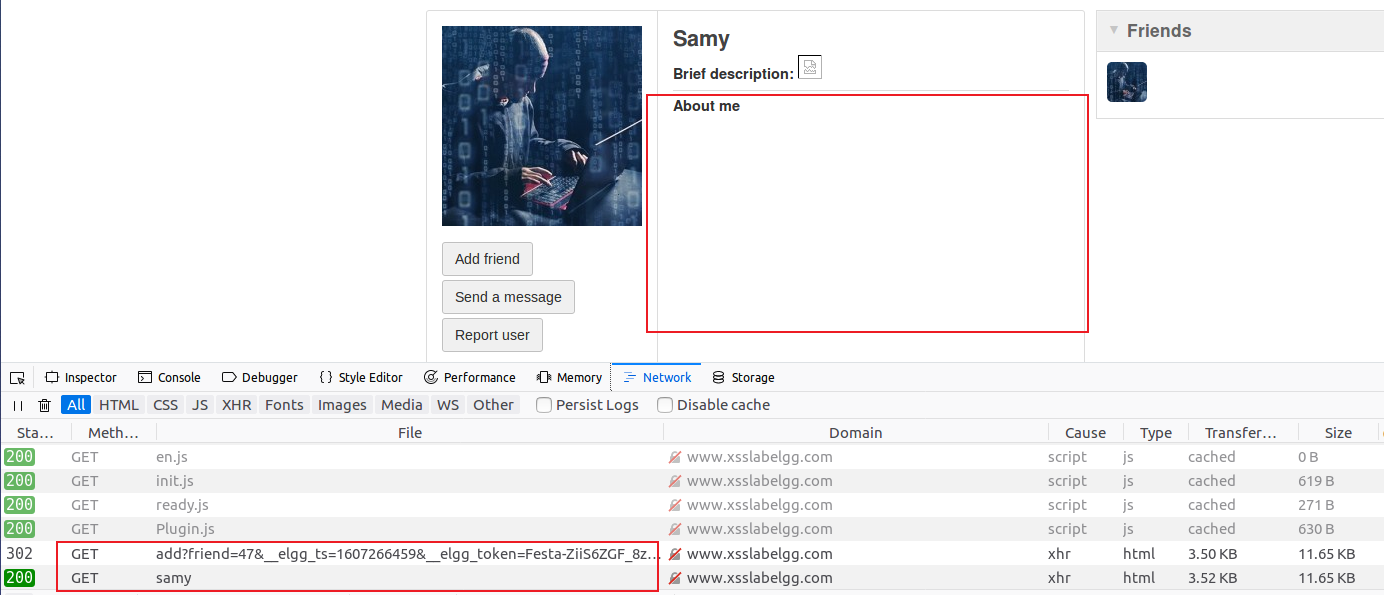 Samy
Brief description:
About me
Add friend
Send a message
Report user
Friends
Inspector Console Debugger { } Style Editor Performance Memory Network Storage
All HTML CSS JS XHR Fonts Images Media WS Other Persist Logs Disable cache
Sta… Meth… File Domain Cause Type Transfer… Size
200 GET en.js www.xsslabelgg.com script js cached 0 B
200 GET init.js www.xsslabelgg.com script js cached 619 B
200 GET ready.js www.xsslabelgg.com script js cached 271 B
200 GET Plugin.js www.xsslabelgg.com script js cached 630 B
302 GET add?friend=47&__elgg_ts=1607266459&__elgg_token=Festa-ZiiS6ZGF_8z… www.xsslabelgg.com xhr html 3.50 KB 11.65 KB
200 GET samy www.xsslabelgg.com xhr html 3.52 KB 11.65 KB